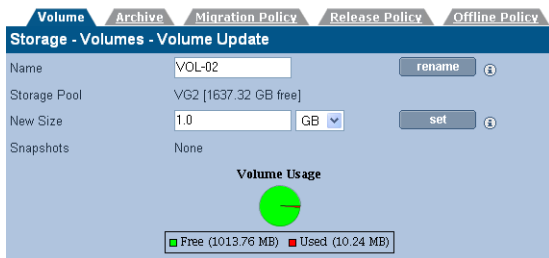 Volume Archive Migration Policy Release Policy Offline Policy
Storage - Volumes - Volume Update
Name VOL-02 rename
Storage Pool VG2 [1637.32 GB free]
New Size 1.0 GB set
Snapshots None
Volume Usage
Free (1013.76 MB) Used (10.24 MB)